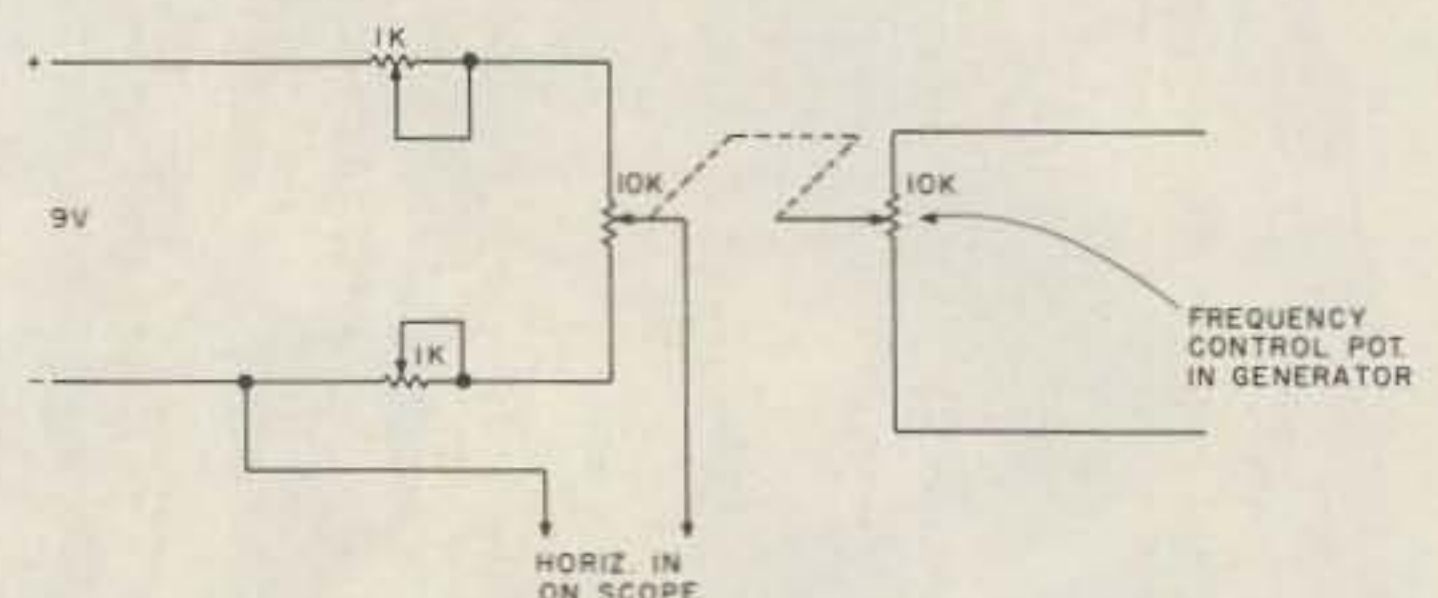 1K
+
10K
10K
9V
FREQUENCY
CONTROL POT.
IN GENERATOR
1K
-
HORIZ. IN
ON SCOPE